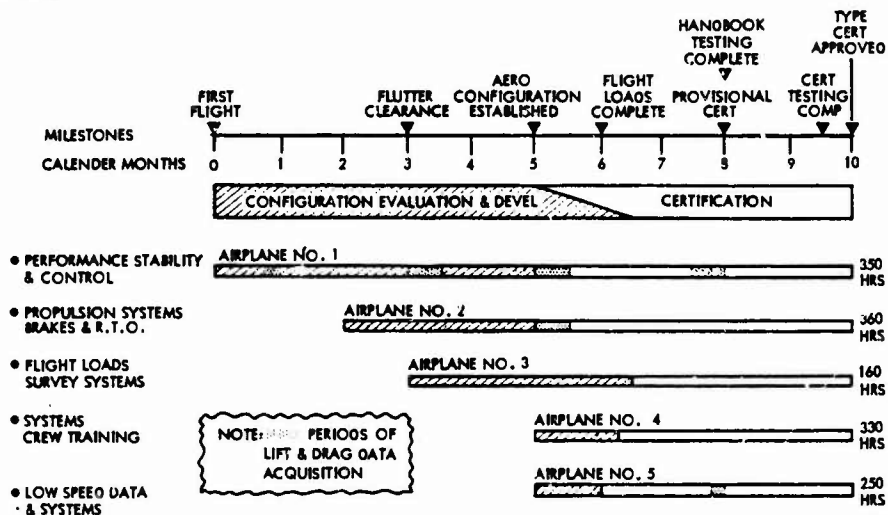 HANDBOOK
TESTING
COMPLETE
TYPE
CERT
APPROVED
FIRST
FLIGHT
FLUTTER
CLEARANCE
AERO
CONFIGURATION
ESTABLISHED
FLIGHT
LOADS
COMPLETE
PROVISIONAL
CERT
CERT
TESTING
COMP
MILESTONES
CALENDER MONTHS 0 1 2 3 4 5 6 7 8 9 10
CONFIGURATION EVALUATION & DEVEL CERTIFICATION
• PERFORMANCE STABILITY
& CONTROL
AIRPLANE NO. 1
350
HRS
• PROPULSION SYSTEMS
BRAKES & R.T.O.
AIRPLANE NO. 2
360
HRS
• FLIGHT LOADS
SURVEY SYSTEMS
AIRPLANE NO. 3
160
HRS
• SYSTEMS
CREW TRAINING
AIRPLANE NO. 4
330
HRS
NOTE: PERIODS OF
LIFT & DRAG DATA
ACQUISITION
• LOW SPEED DATA
& SYSTEMS
AIRPLANE NO. 5
250
HRS